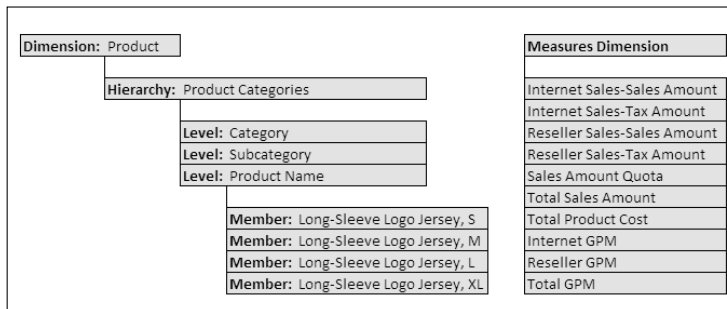 Dimension: Product
Hierarchy: Product Categories
Level: Category
Level: Subcategory
Level: Product Name
Member: Long-Sleeve Logo Jersey, S
Member: Long-Sleeve Logo Jersey, M
Member: Long-Sleeve Logo Jersey, L
Member: Long-Sleeve Logo Jersey, XL
Measures Dimension
Internet Sales-Sales Amount
Internet Sales-Tax Amount
Reseller Sales-Sales Amount
Reseller Sales-Tax Amount
Sales Amount Quota
Total Sales Amount
Total Product Cost
Internet GPM
Reseller GPM
Total GPM